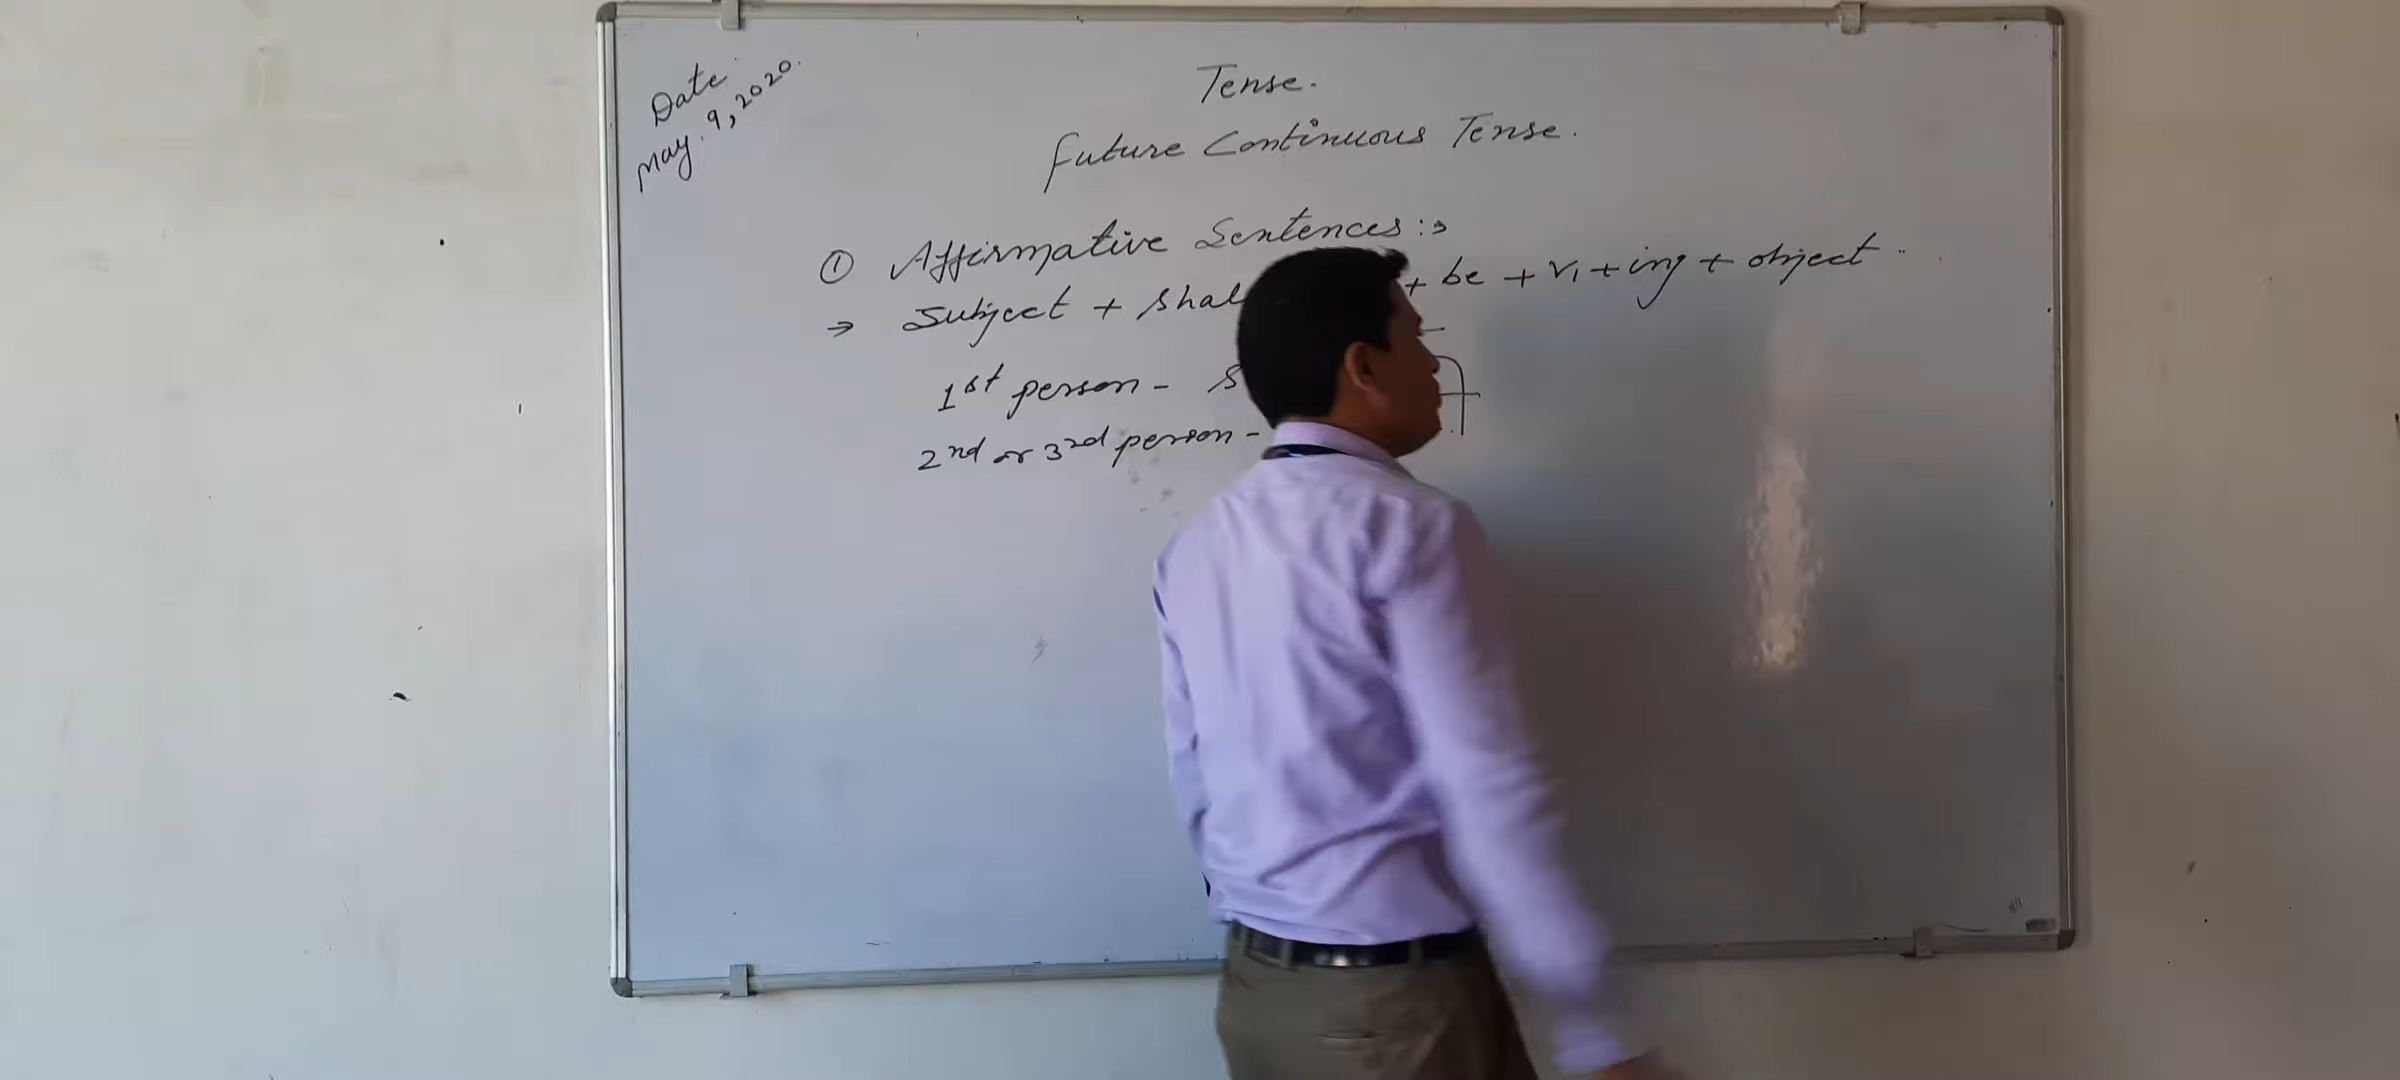 Date
May. 9, 2020.
Tense.
Future Continuous Tense.
① Affirmative Sentences :→
→ Subject + Shal + be + V1 + ing + object.
1st person - S
2nd or 3rd person -